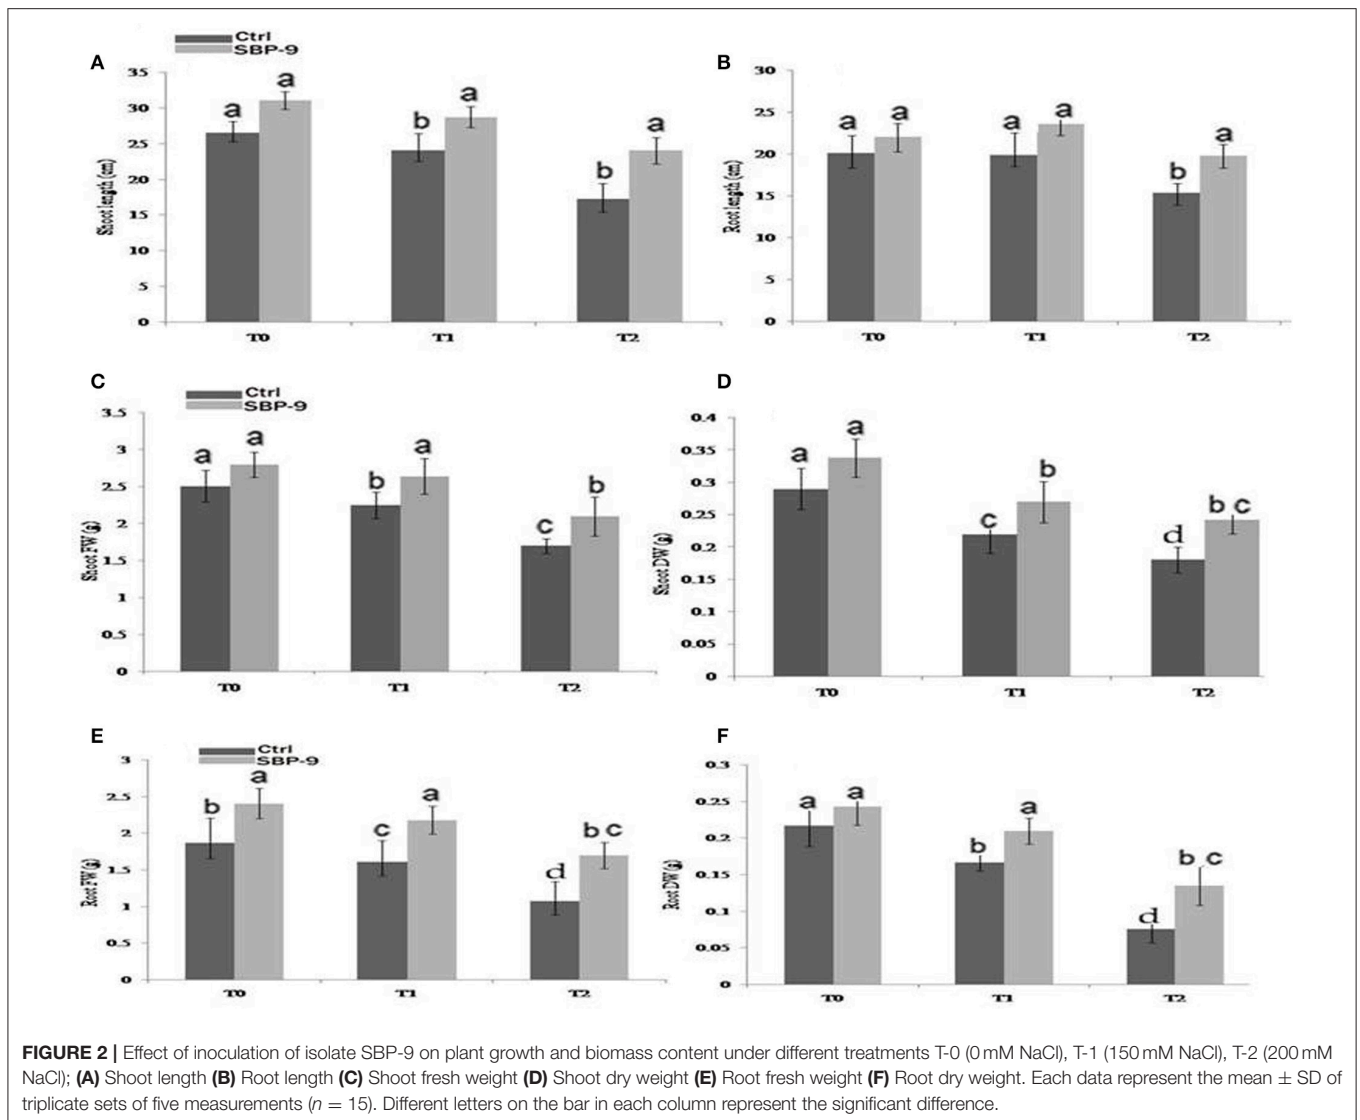 Ctrl
SBP-9
A
35
30
25
20
15
10
5
0
Shoot length (cm)
a
a
b
a
b
a
T0
T1
T2
B
30
25
20
15
10
5
0
Root length (cm)
a
a
a
a
b
a
T0
T1
T2
C
Ctrl
SBP-9
3.5
3
2.5
2
1.5
1
0.5
0
Shoot FW (g)
a
a
b
a
c
b
T0
T1
T2
D
0.4
0.35
0.3
0.25
0.2
0.15
0.1
0.05
0
Shoot DW (g)
a
a
c
b
d
b c
T0
T1
T2
E
Ctrl
SBP-9
3
2.5
2
1.5
1
0.5
0
Root FW (g)
b
a
c
a
d
b c
T0
T1
T2
F
0.3
0.25
0.2
0.15
0.1
0.05
0
Root DW (g)
a
a
b
a
d
b c
T0
T1
T2
FIGURE 2 | Effect of inoculation of isolate SBP-9 on plant growth and biomass content under different treatments T-0 (0 mM NaCl), T-1 (150 mM NaCl), T-2 (200 mM
NaCl); (A) Shoot length (B) Root length (C) Shoot fresh weight (D) Shoot dry weight (E) Root fresh weight (F) Root dry weight. Each data represent the mean ± SD of
triplicate sets of five measurements (n = 15). Different letters on the bar in each column represent the significant difference.